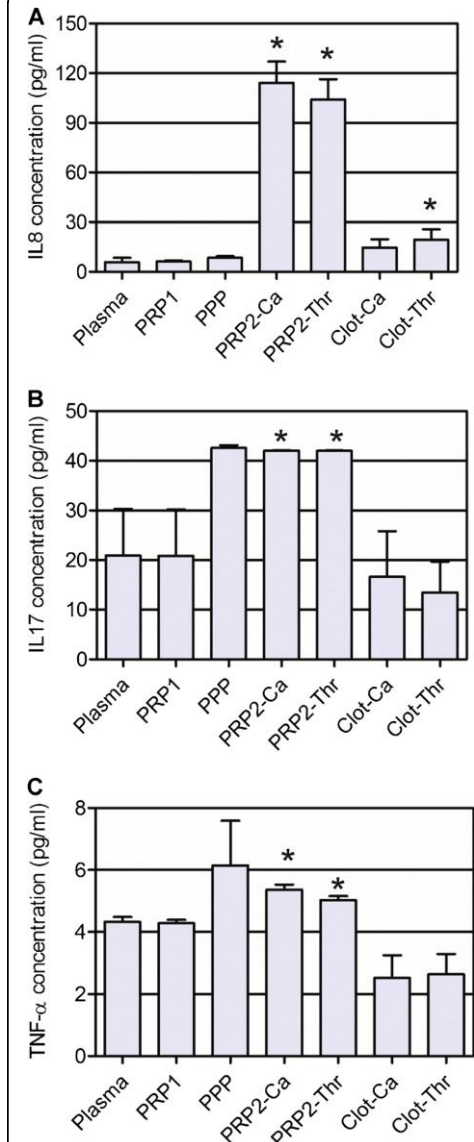 A
IL8 concentration (pg/ml)
150
120
90
60
30
0
* * *
Plasma PRP1 PPP PRP2-Ca PRP2-Thr Clot-Ca Clot-Thr
B
IL17 concentration (pg/ml)
50
40
30
20
10
0
* *
Plasma PRP1 PPP PRP2-Ca PRP2-Thr Clot-Ca Clot-Thr
C
TNF-α concentration (pg/ml)
8
6
4
2
0
* *
Plasma PRP1 PPP PRP2-Ca PRP2-Thr Clot-Ca Clot-Thr